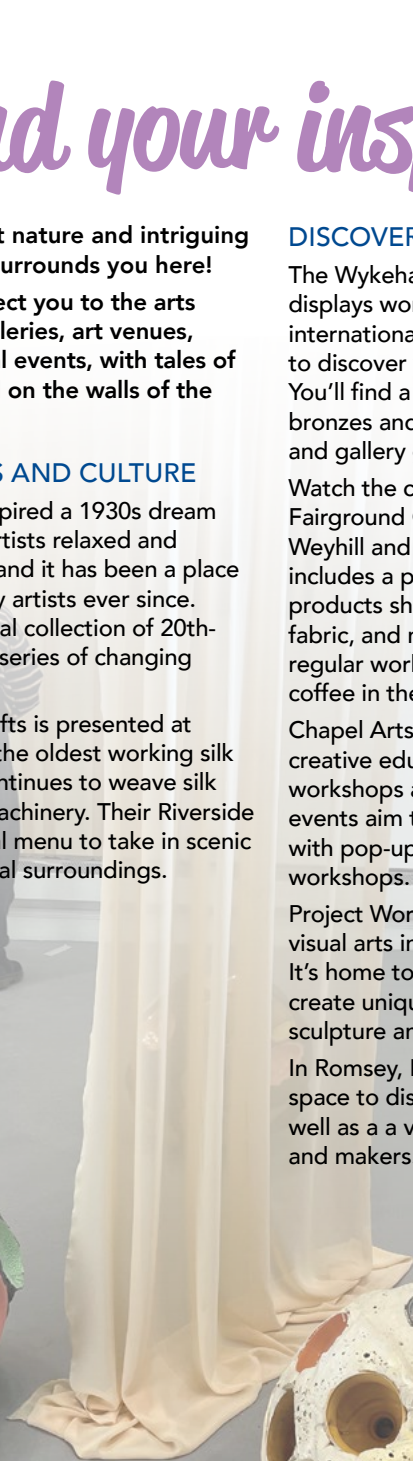 nd your insp
t nature and intriguing
urrounds you here!
ect you to the arts
leries, art venues,
l events, with tales of
on the walls of the
S AND CULTURE
pired a 1930s dream
rtists relaxed and
and it has been a place
y artists ever since.
al collection of 20th-
series of changing
fts is presented at
the oldest working silk
ntinues to weave silk
achinery. Their Riverside
l menu to take in scenic
al surroundings.
DISCOVER
The Wykeha
displays wor
internationa
to discover
You'll find a
bronzes and
and gallery
Watch the c
Fairground
Weyhill and
includes a p
products sh
fabric, and r
regular work
coffee in the
Chapel Arts
creative edu
workshops a
events aim t
with pop-up
workshops.
Project Wor
visual arts in
It's home to
create uniqu
sculpture an
In Romsey,
space to dis
well as a a v
and makers